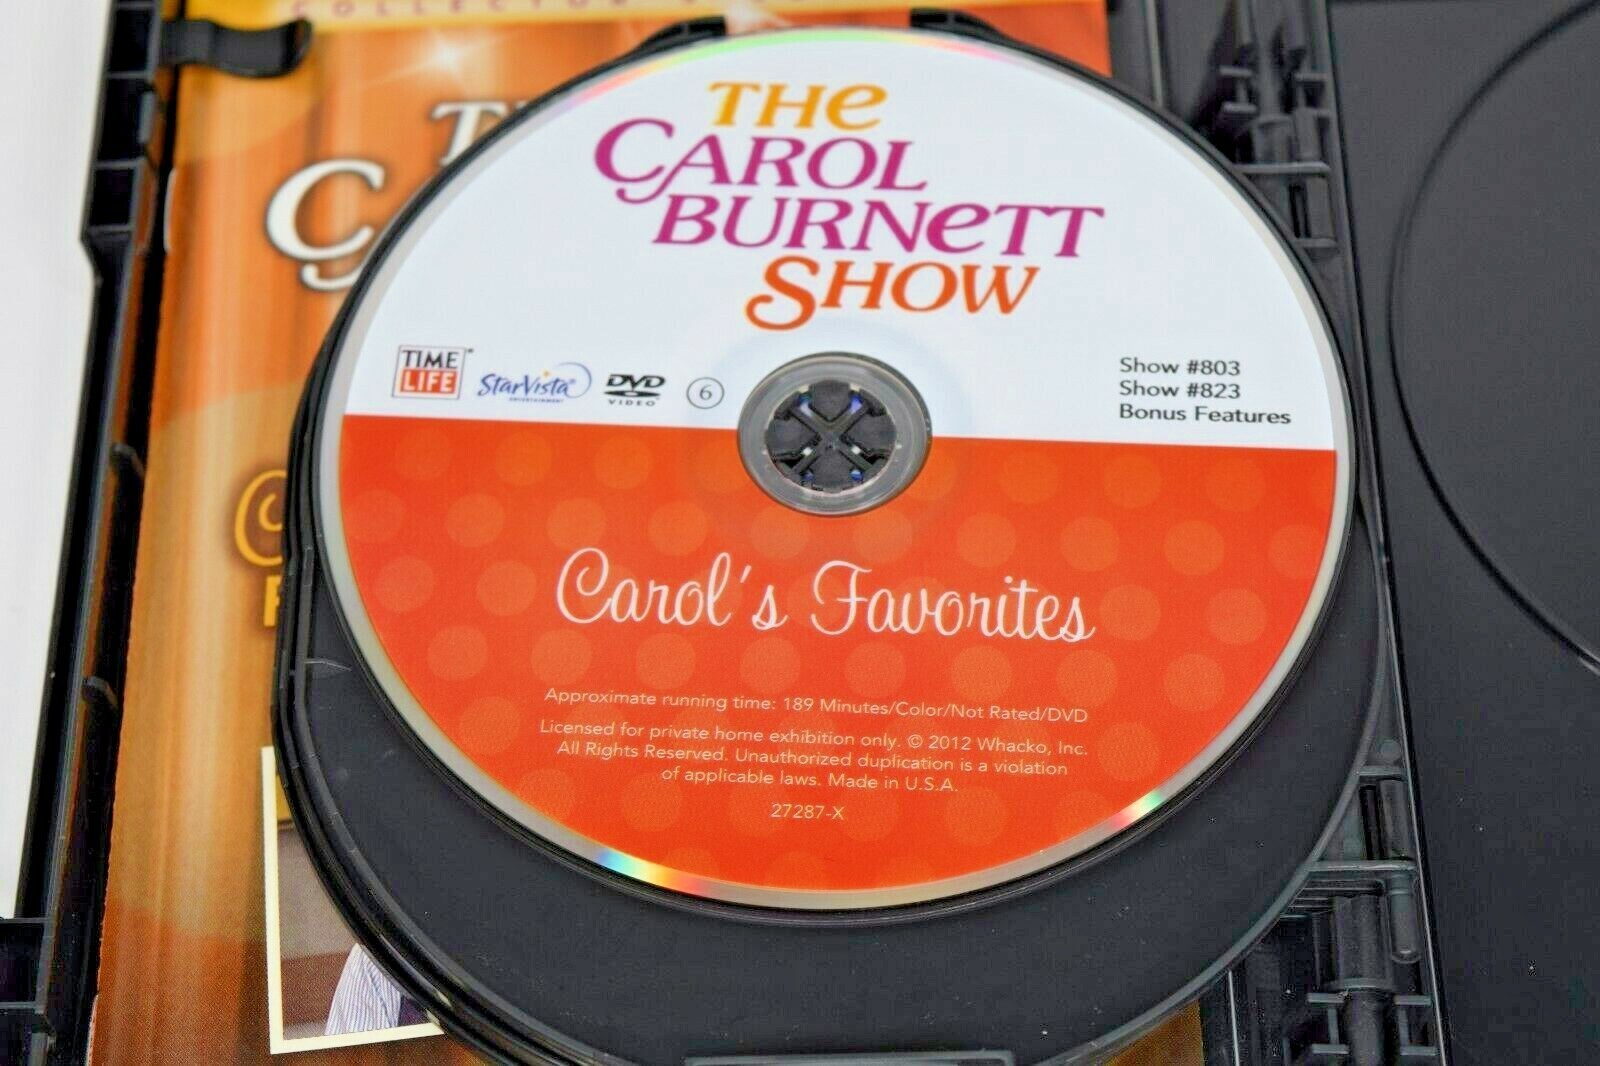 COLLECTOR
THE
CAROL
BURNETT
SHOW
TIME
LIFE
StarVista
ENTERTAINMENT
DVD
VIDEO
6
Show #803
Show #823
Bonus Features
Carol's Favorites
Approximate running time: 189 Minutes/Color/Not Rated/DVD
Licensed for private home exhibition only. © 2012 Whacko, Inc.
All Rights Reserved. Unauthorized duplication is a violation
of applicable laws. Made in U.S.A.
27287-X